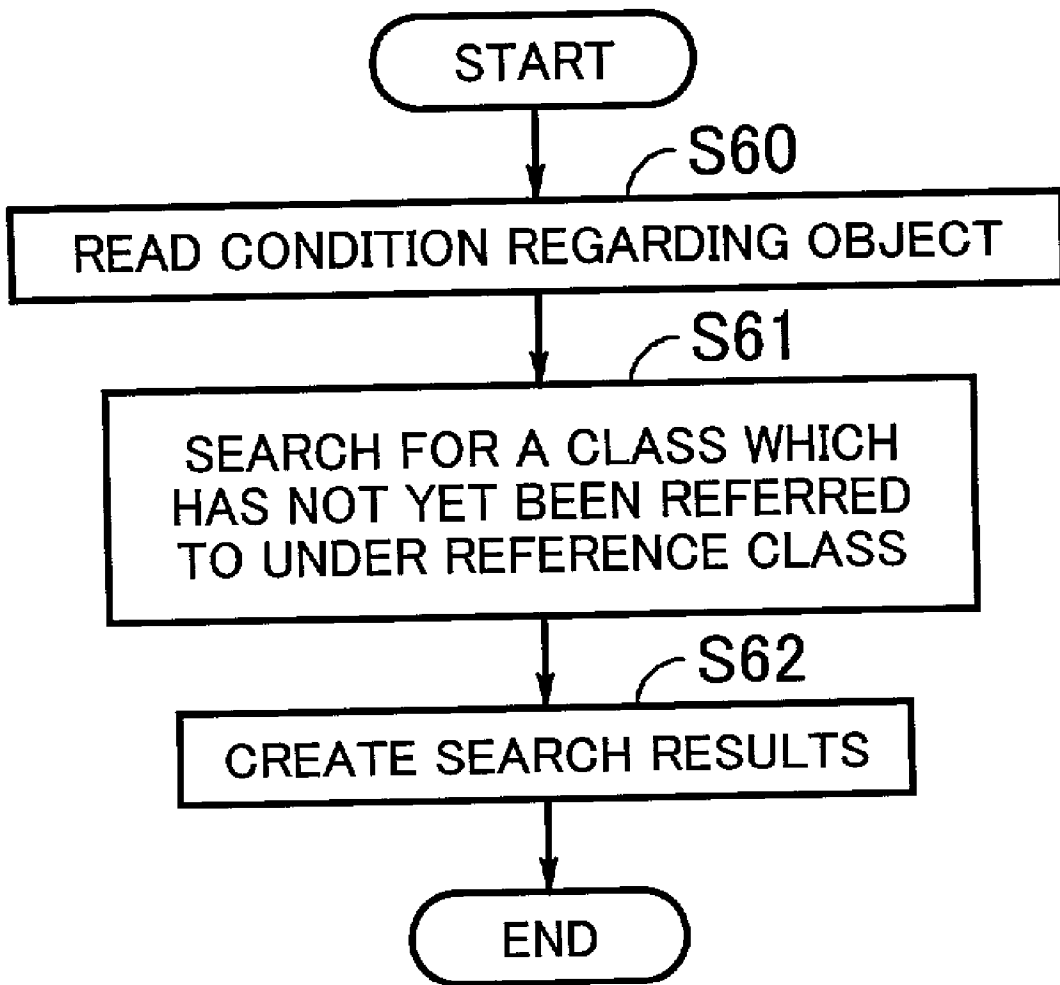 START
S60
READ CONDITION REGARDING OBJECT
S61
SEARCH FOR A CLASS WHICH
HAS NOT YET BEEN REFERRED
TO UNDER REFERENCE CLASS
S62
CREATE SEARCH RESULTS
END